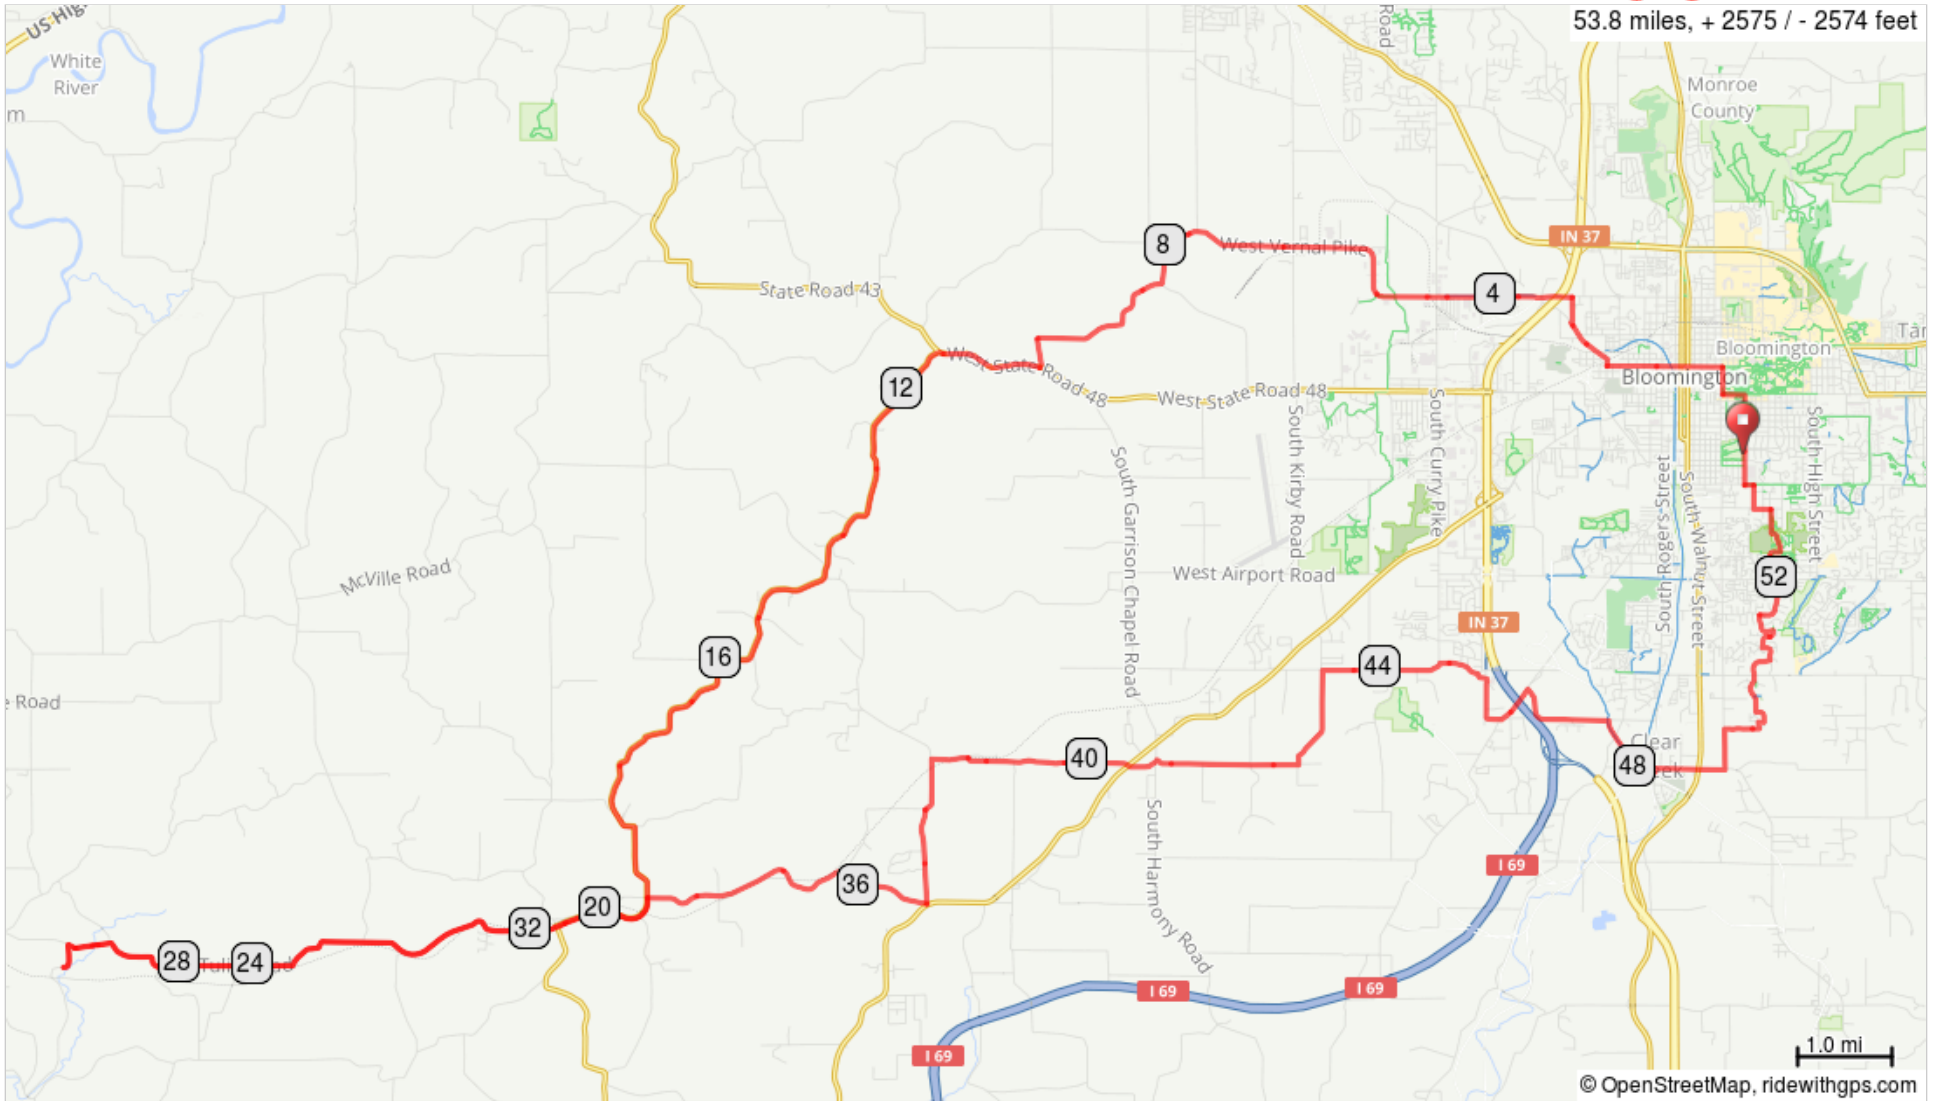 53.8 miles, + 2575 / - 2574 feet
US High
White
River
m
Road
Monroe
County
8
West Vernal Pike
IN 37
State Road 43
4
Tar
Bloomington
West State Road 48
West State Road 48
Bloomington
12
South Garrison Chapel Road
South Kirby Road
South Curry Pike
South Rogers Street
South Walnut Street
South High Street
McVille Road
West Airport Road
52
IN 37
16
44
e Road
40
Clear
eek
48
South Harmony Road
36
I 69
20
32
28
24
I 69
I 69
I 69
1.0 mi
© OpenStreetMap, ridewithgps.com